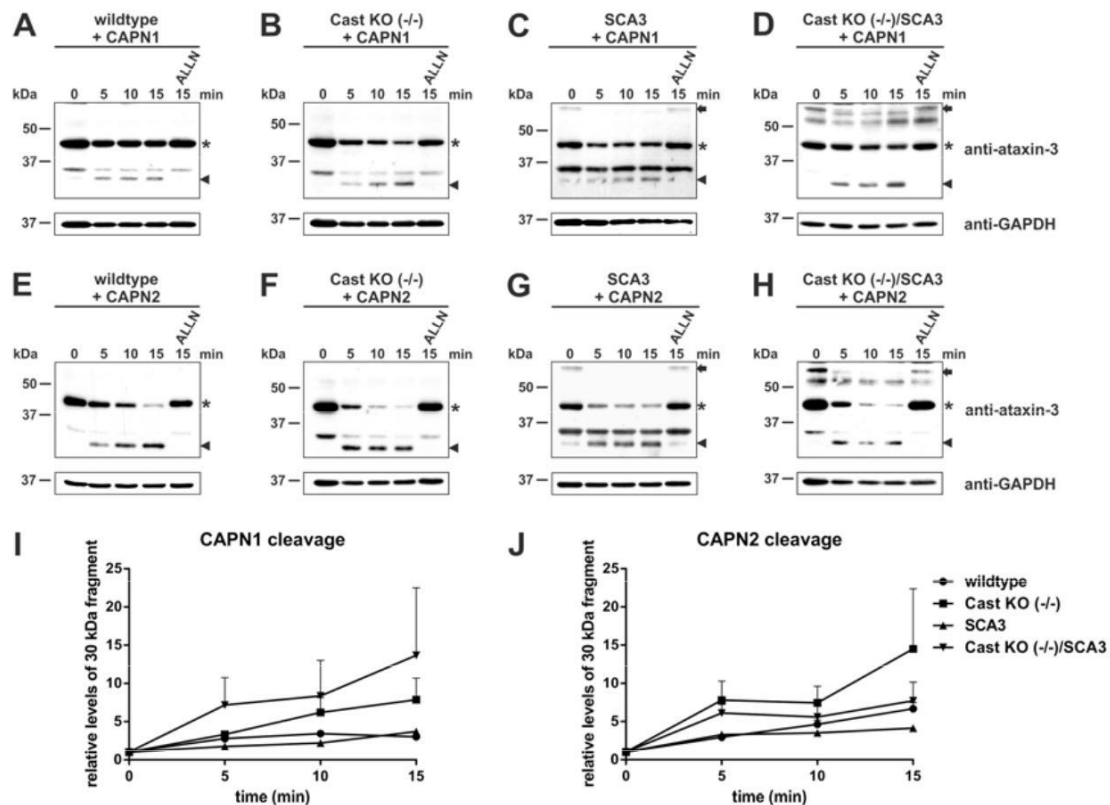 A wildtype + CAPN1
B Cast KO (-/-) + CAPN1
C SCA3 + CAPN1
D Cast KO (-/-)/SCA3 + CAPN1
kDa 0 5 10 15 15 min ALLN
50
37
*
37
kDa 0 5 10 15 15 min ALLN
50
37
*
37
kDa 0 5 10 15 15 min ALLN
50
37
*
37
kDa 0 5 10 15 15 min ALLN
50
37
*
37
anti-ataxin-3
anti-GAPDH
E wildtype + CAPN2
F Cast KO (-/-) + CAPN2
G SCA3 + CAPN2
H Cast KO (-/-)/SCA3 + CAPN2
kDa 0 5 10 15 15 min ALLN
50
37
*
37
kDa 0 5 10 15 15 min ALLN
50
37
*
37
kDa 0 5 10 15 15 min ALLN
50
37
*
37
kDa 0 5 10 15 15 min ALLN
50
37
*
37
anti-ataxin-3
anti-GAPDH
I
CAPN1 cleavage
relative levels of 30 kDa fragment
25
20
15
10
5
0
0 5 10 15
time (min)
J
CAPN2 cleavage
relative levels of 30 kDa fragment
25
20
15
10
5
0
0 5 10 15
time (min)
wildtype
Cast KO (-/-)
SCA3
Cast KO (-/-)/SCA3